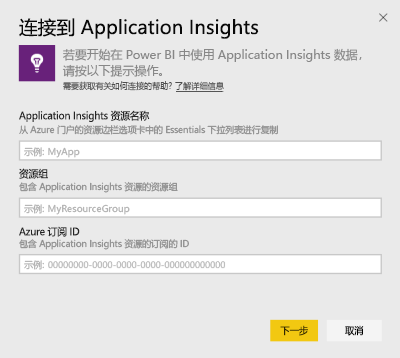 连接到 Application Insights
若要开始在 Power BI 中使用 Application Insights 数据，
请按以下提示操作。
需要获取有关如何连接的帮助? 了解详细信息
Application Insights 资源名称
从 Azure 门户的资源边栏选项卡中的 Essentials 下拉列表进行复制
示例: MyApp
资源组
包含 Application Insights 资源的资源组
示例: MyResourceGroup
Azure 订阅 ID
包含 Application Insights 资源的订阅的 ID
示例: 00000000-0000-0000-0000-000000000000
下一步
取消